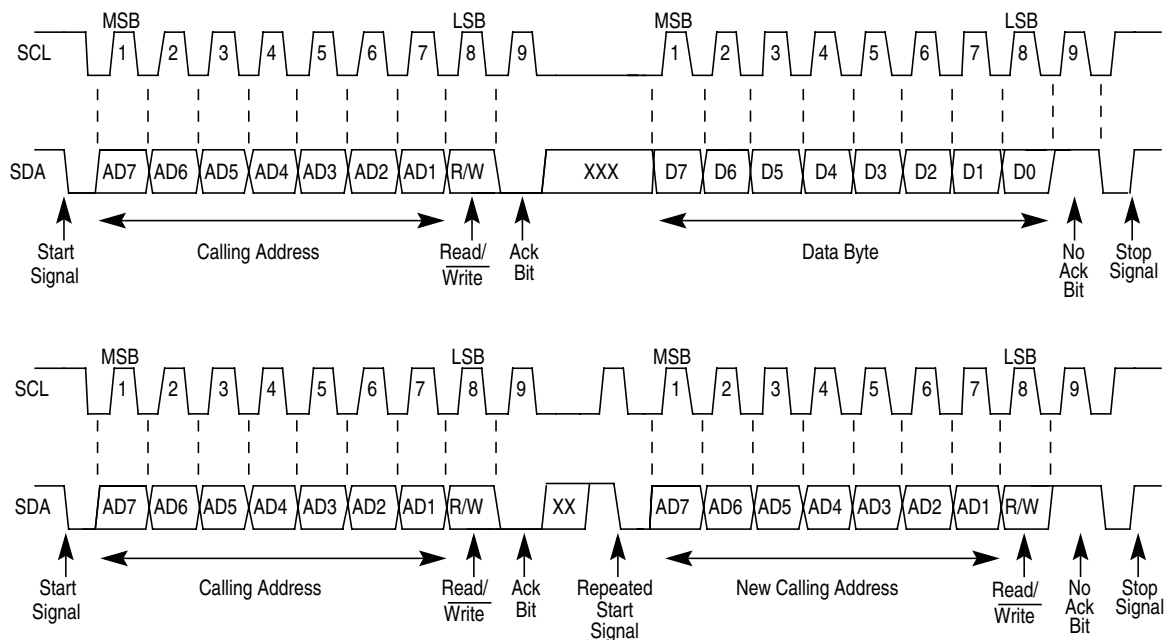 MSB LSB MSB LSB
SCL 1 2 3 4 5 6 7 8 9 1 2 3 4 5 6 7 8 9
SDA AD7 AD6 AD5 AD4 AD3 AD2 AD1 R/W XXX D7 D6 D5 D4 D3 D2 D1 D0
Start Signal
Calling Address
Read/ Write
Ack Bit
Data Byte
No Ack Bit
Stop Signal
MSB LSB MSB LSB
SCL 1 2 3 4 5 6 7 8 9 1 2 3 4 5 6 7 8 9
SDA AD7 AD6 AD5 AD4 AD3 AD2 AD1 R/W XX AD7 AD6 AD5 AD4 AD3 AD2 AD1 R/W
Start Signal
Calling Address
Read/ Write
Ack Bit
Repeated Start Signal
New Calling Address
Read/ Write
No Ack Bit
Stop Signal